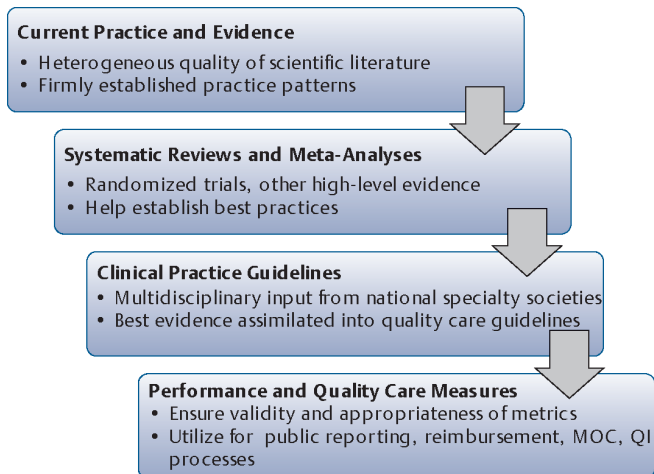 Current Practice and Evidence
• Heterogeneous quality of scientific literature
• Firmly established practice patterns
Systematic Reviews and Meta-Analyses
• Randomized trials, other high-level evidence
• Help establish best practices
Clinical Practice Guidelines
• Multidisciplinary input from national specialty societies
• Best evidence assimilated into quality care guidelines
Performance and Quality Care Measures
• Ensure validity and appropriateness of metrics
• Utilize for public reporting, reimbursement, MOC, QI
processes